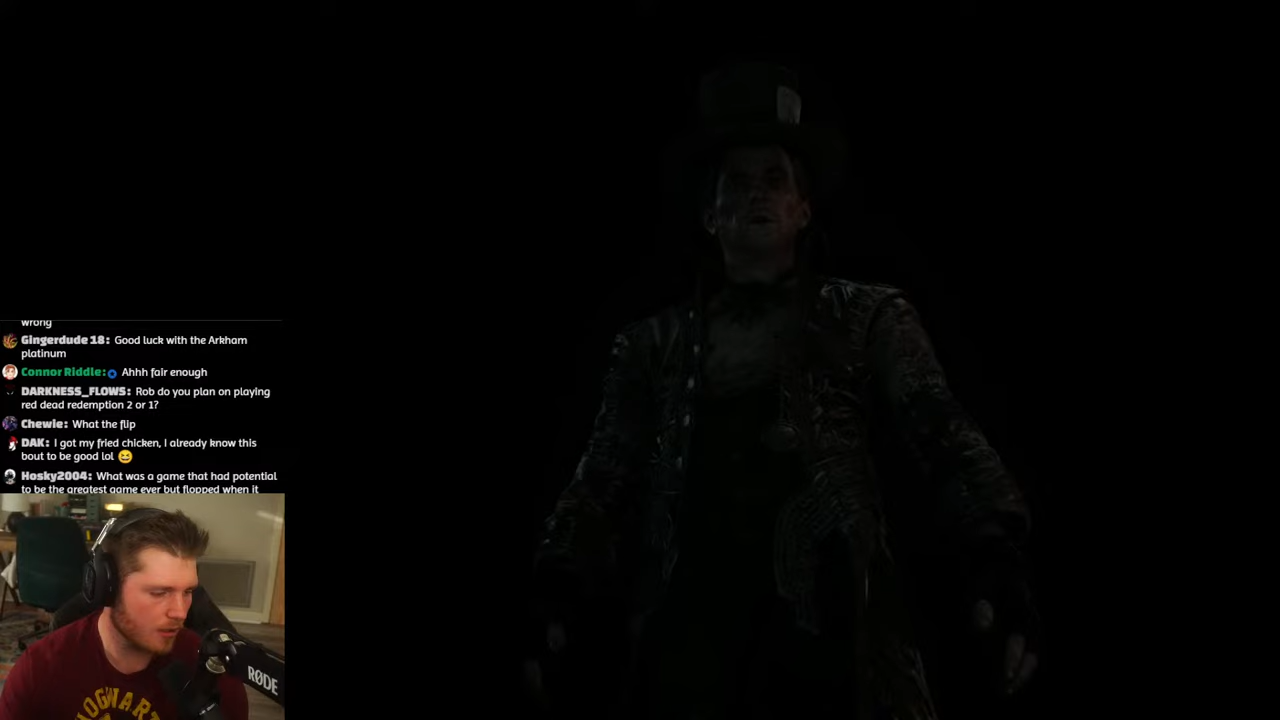 wrong
Gingerdude 18: Good luck with the Arkham
platinum
Connor Riddle: Ahhh fair enough
DARKNESS_FLOWS: Rob do you plan on playing
red dead redemption 2 or 1?
Chewie: What the flip
DAK: I got my fried chicken, I already know this
bout to be good lol 😆
Hosky2004: What was a game that had potential
to be the greatest game ever but flopped when it
RØDE
HOGWART